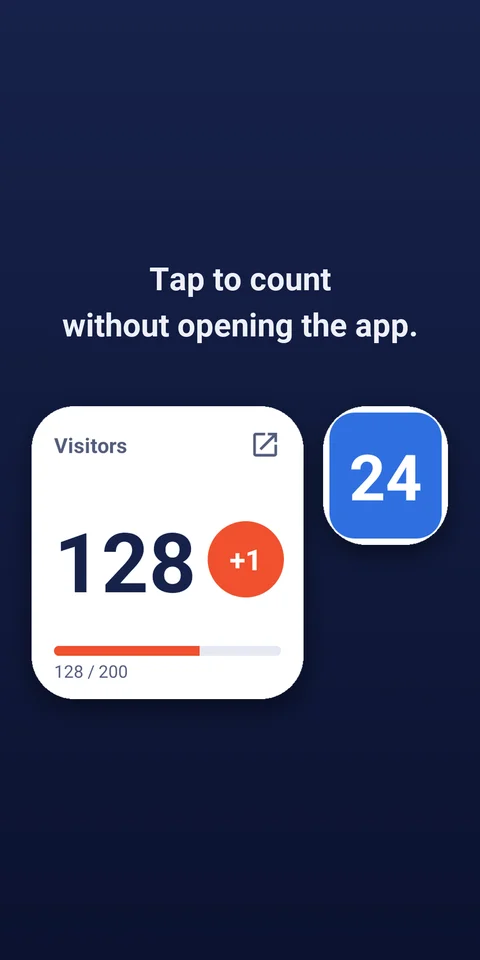 Tap to count
without opening the app.
Visitors
24
128
+1
128 / 200